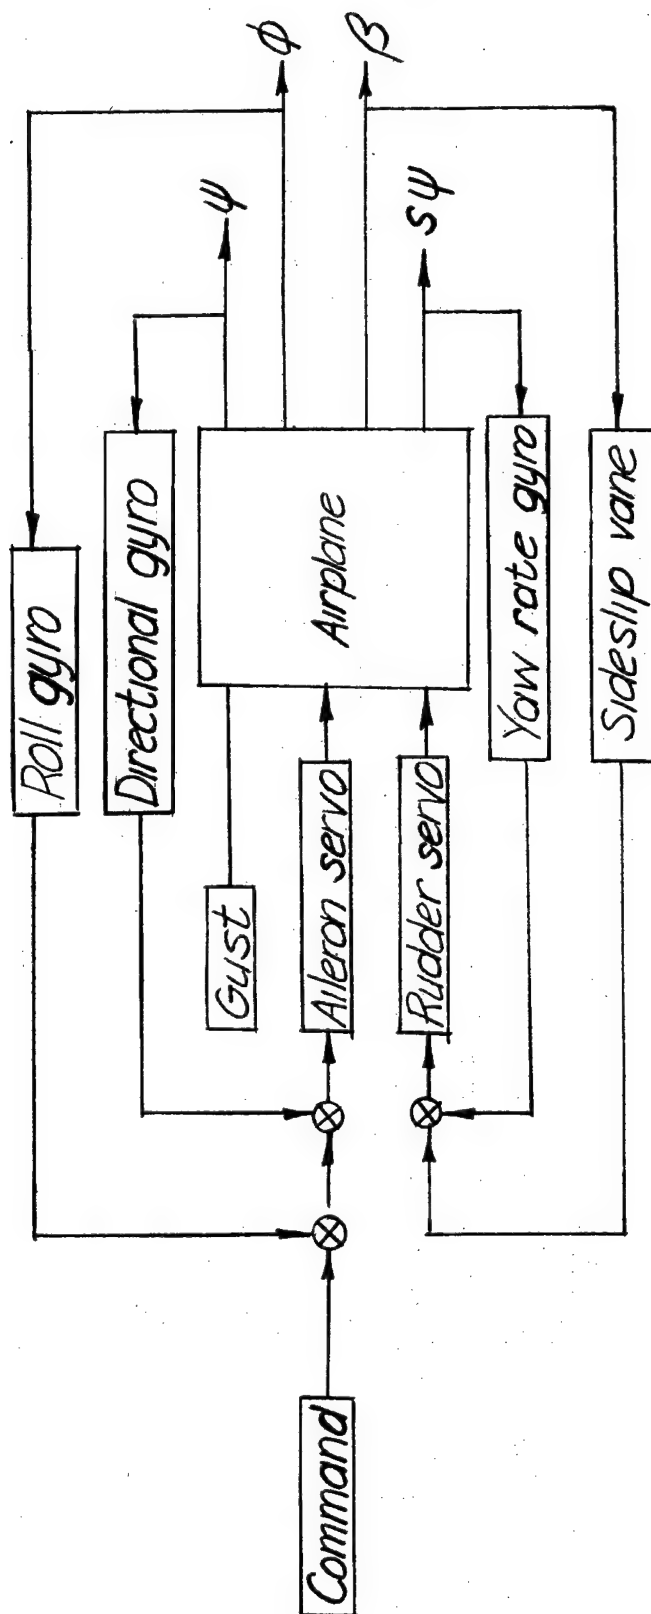 Roll gyro
Directional gyro
ψ
ϕ
Gust
Airplane
Command
Aileron servo
Rudder servo
β
sψ
Yaw rate gyro
Sideslip vane